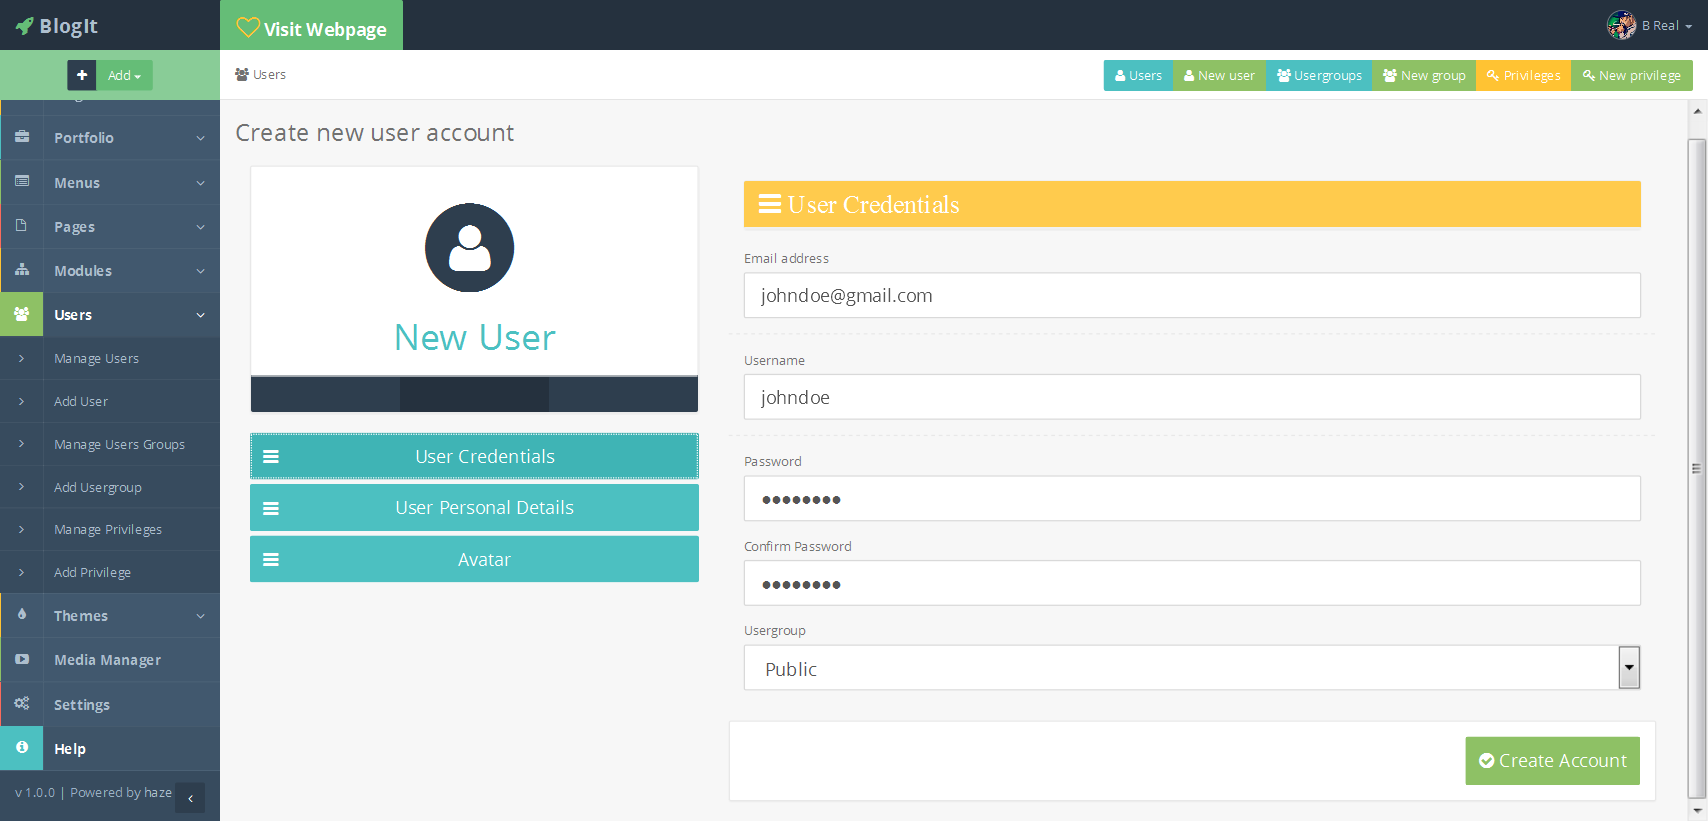 BlogIt
Visit Webpage
B Real
Add
Users
Users
New user
Usergroups
New group
Privileges
New privilege
Portfolio
Menus
Pages
Modules
Users
Manage Users
Add User
Manage Users Groups
Add Usergroup
Manage Privileges
Add Privilege
Themes
Media Manager
Settings
Help
v 1.0.0 | Powered by haze
Create new user account
New User
User Credentials
User Personal Details
Avatar
User Credentials
Email address
johndoe@gmail.com
Username
johndoe
Password
••••••••
Confirm Password
••••••••
Usergroup
Public
Create Account